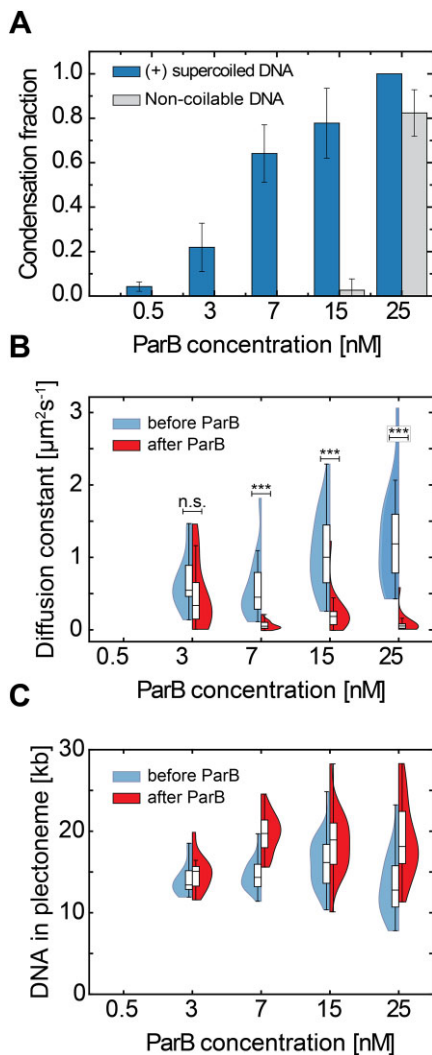 A
Condensation fraction
1.0
0.8
0.6
0.4
0.2
0.0
(+) supercoiled DNA
Non-coilable DNA
0.5 3 7 15 25
ParB concentration [nM]
B
Diffusion constant [µm²s⁻¹]
3
2
1
0
before ParB
after ParB
n.s.
***
***
***
0.5 3 7 15 25
ParB concentration [nM]
C
DNA in plectoneme [kb]
30
20
10
0
before ParB
after ParB
0.5 3 7 15 25
ParB concentration [nM]